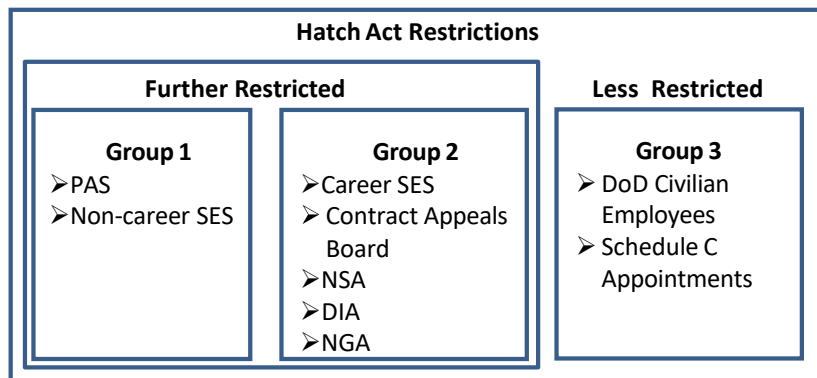 Hatch Act Restrictions
Further Restricted
Group 1
➢PAS
➢Non-career SES
Group 2
➢Career SES
➢ Contract Appeals
Board
➢NSA
➢DIA
➢NGA
Less Restricted
Group 3
➢ DoD Civilian
Employees
➢ Schedule C
Appointments